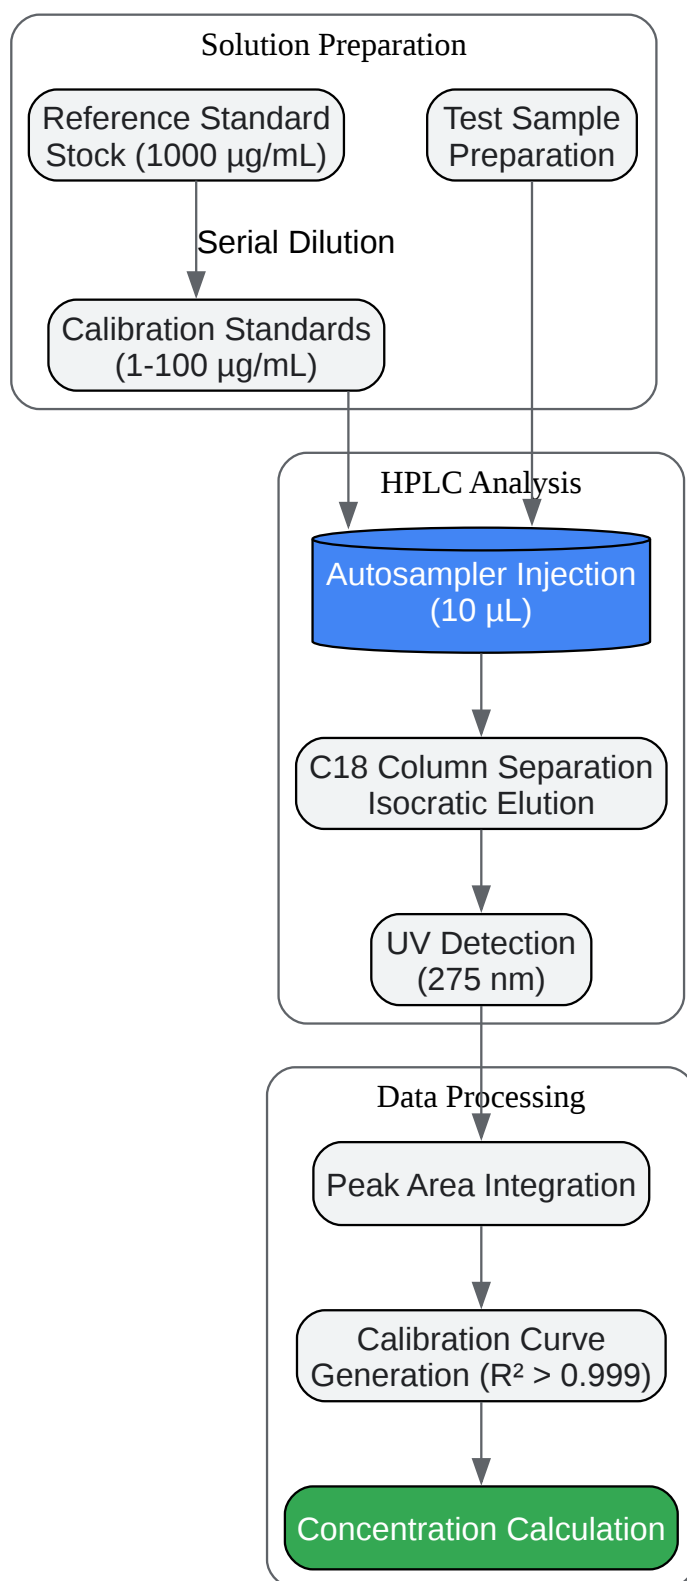 Solution Preparation
Reference Standard
Stock (1000 µg/mL)
Test Sample
Preparation
Serial Dilution
Calibration Standards
(1-100 µg/mL)
HPLC Analysis
Autosampler Injection
(10 µL)
C18 Column Separation
Isocratic Elution
UV Detection
(275 nm)
Data Processing
Peak Area Integration
Calibration Curve
Generation (R² > 0.999)
Concentration Calculation